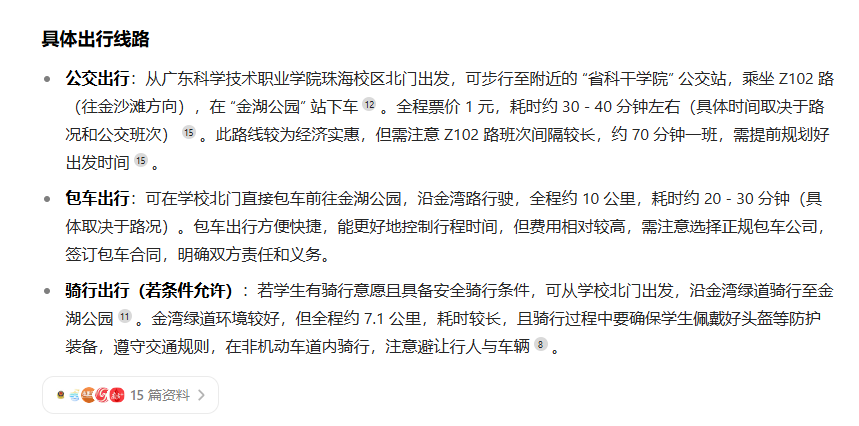 具体出行线路
公交出行：从广东科学技术职业学院珠海校区北门出发，可步行至附近的 “省科干学院” 公交站，乘坐 Z102 路
（往金沙滩方向），在 “金湖公园” 站下车 12 。全程票价 1 元，耗时约 30 - 40 分钟左右（具体时间取决于路
况和公交班次） 15 。此路线较为经济实惠，但需注意 Z102 路班次间隔较长，约 70 分钟一班，需提前规划好
出发时间 15 。
包车出行：可在学校北门直接包车前往金湖公园，沿金湾路行驶，全程约 10 公里，耗时约 20 - 30 分钟（具
体取决于路况）。包车出行方便快捷，能更好地控制行程时间，但费用相对较高，需注意选择正规包车公司，
签订包车合同，明确双方责任和义务。
骑行出行（若条件允许）：若学生有骑行意愿且具备安全骑行条件，可从学校北门出发，沿金湾绿道骑行至金
湖公园 11 。金湾绿道环境较好，但全程约 7.1 公里，耗时较长，且骑行过程中要确保学生佩戴好头盔等防护
装备，遵守交通规则，在非机动车道内骑行，注意避让行人与车辆 8 。
15 篇资料